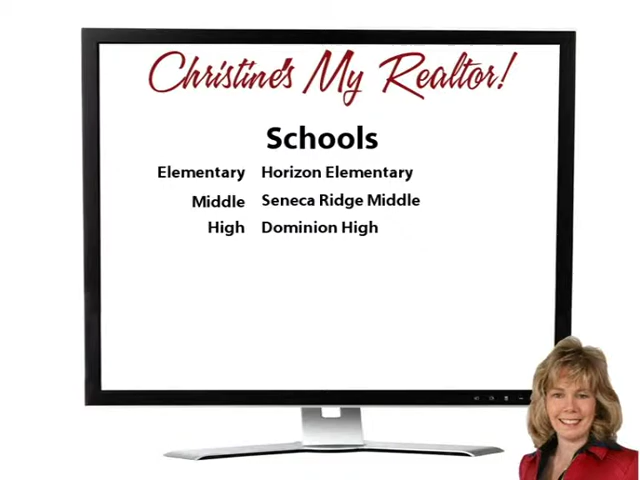 Christine's My Realtor!
Schools
Elementary Horizon Elementary
Middle Seneca Ridge Middle
High Dominion High